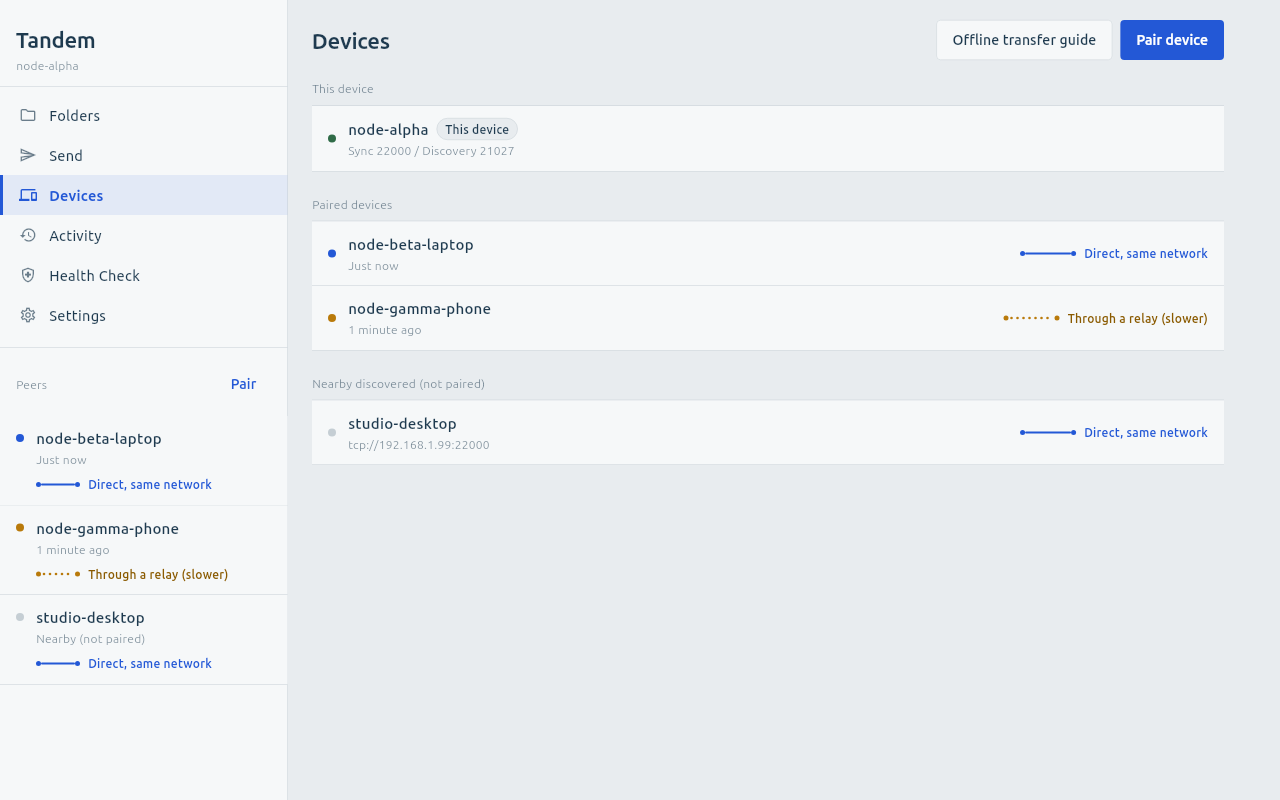 Tandem
node-alpha
Folders
Send
Devices
Activity
Health Check
Settings
Peers
Pair
node-beta-laptop
Just now
Direct, same network
node-gamma-phone
1 minute ago
Through a relay (slower)
studio-desktop
Nearby (not paired)
Direct, same network
Devices
Offline transfer guide
Pair device
This device
node-alpha This device
Sync 22000 / Discovery 21027
Paired devices
node-beta-laptop
Just now
Direct, same network
node-gamma-phone
1 minute ago
Through a relay (slower)
Nearby discovered (not paired)
studio-desktop
tcp://192.168.1.99:22000
Direct, same network